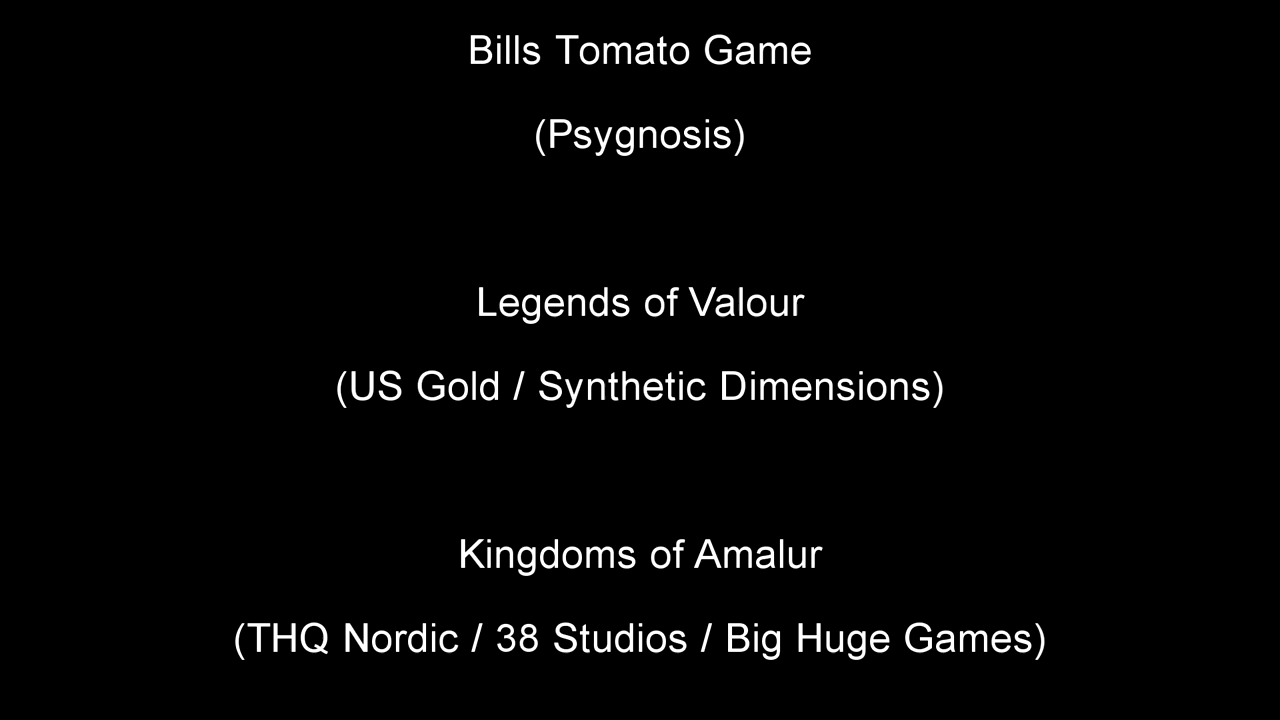 Bills Tomato Game
(Psygnosis)
Legends of Valour
(US Gold / Synthetic Dimensions)
Kingdoms of Amalur
(THQ Nordic / 38 Studios / Big Huge Games)